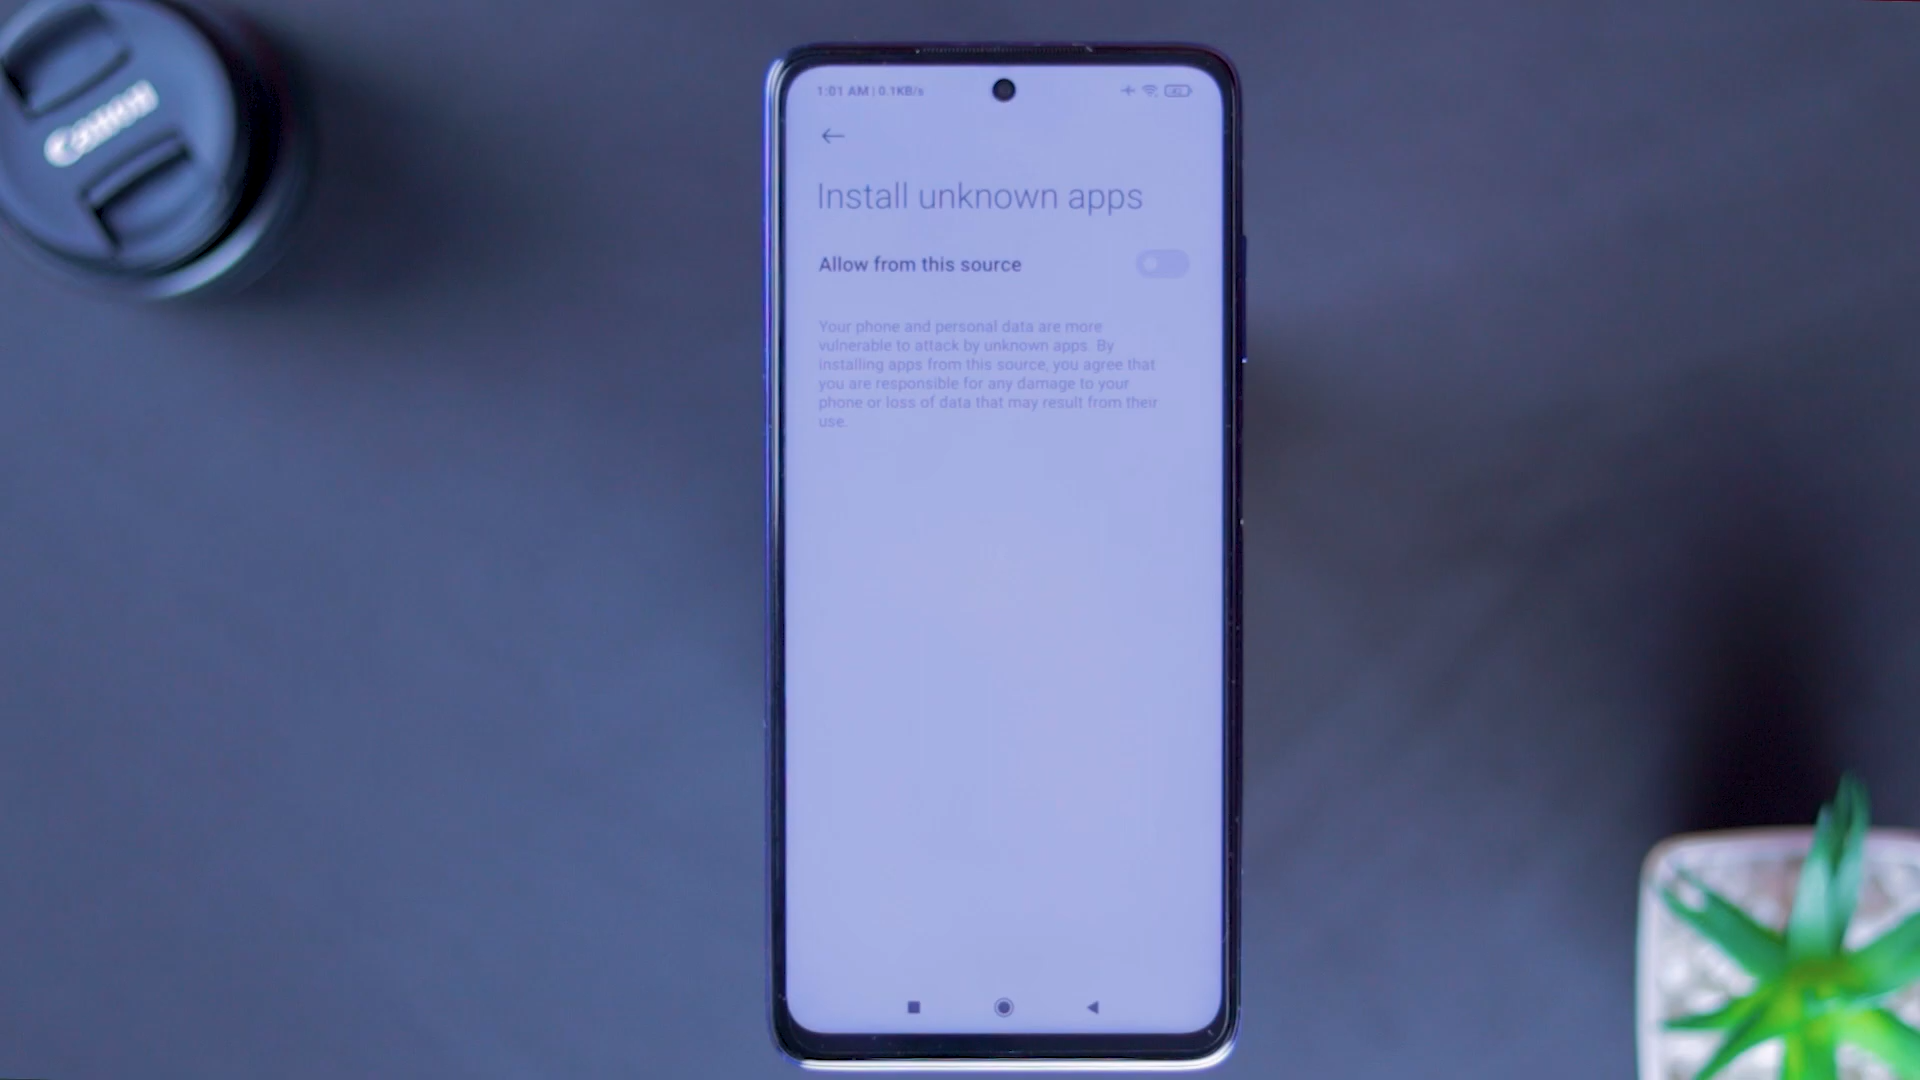 Canon
1:01 AM | 0.1KB/s
Install unknown apps
Allow from this source
Your phone and personal data are more
vulnerable to attack by unknown apps. By
installing apps from this source, you agree that
you are responsible for any damage to your
phone or loss of data that may result from their
use.